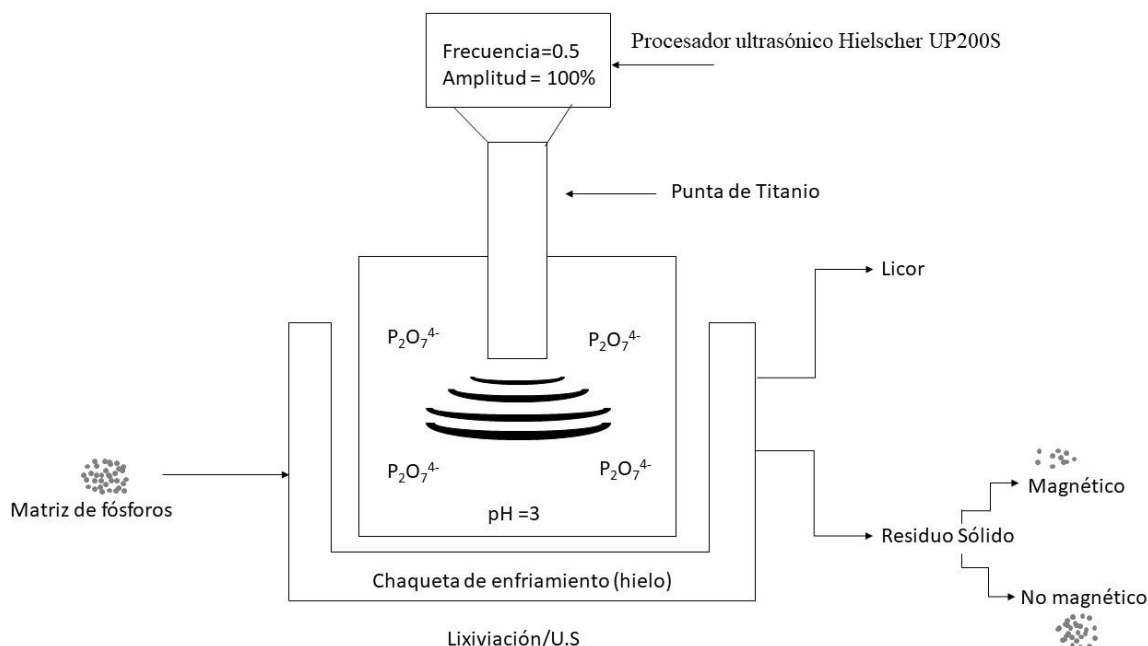 Frecuencia=0.5
Amplitud = 100%
Procesador ultrasónico Hielscher UP200S
Punta de Titanio
Licor
P₂O₇⁴⁻
P₂O₇⁴⁻
P₂O₇⁴⁻
P₂O₇⁴⁻
Matriz de fósforos
pH =3
Magnético
Residuo Sólido
Chaqueta de enfriamiento (hielo)
No magnético
Lixiviación/U.S